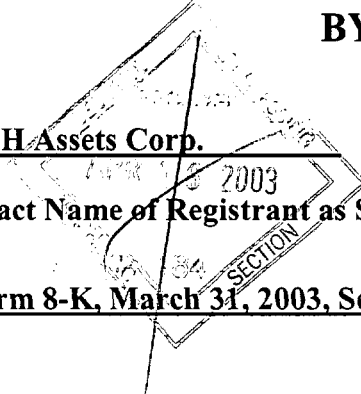 BY
H Assets Corp.
2003
act Name of Registrant as S
SECTION
rm 8-K, March 31, 2003, Se